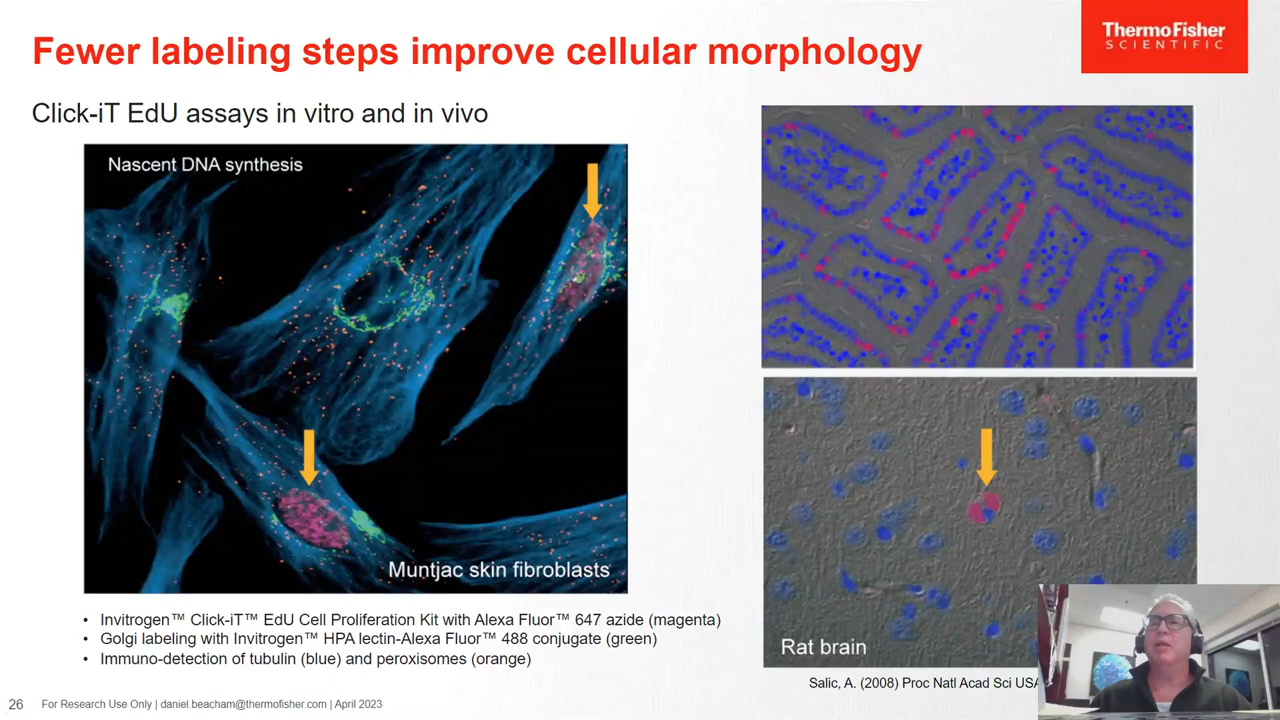 Fewer labeling steps improve cellular morphology
ThermoFisher
SCIENTIFIC
Click-iT EdU assays in vitro and in vivo
Nascent DNA synthesis
Muntjac skin fibroblasts
• Invitrogen™ Click-iT™ EdU Cell Proliferation Kit with Alexa Fluor™ 647 azide (magenta)
• Golgi labeling with Invitrogen™ HPA lectin-Alexa Fluor™ 488 conjugate (green)
• Immuno-detection of tubulin (blue) and peroxisomes (orange)
Rat brain
Salic, A. (2008) Proc Natl Acad Sci USA
26 For Research Use Only | daniel.beacham@thermofisher.com | April 2023